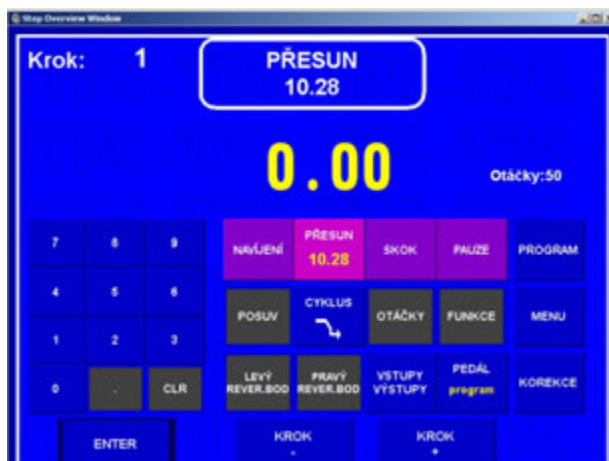 Step Overview Window
Krok: 1
PŘESUN
10.28
0.00
Otáčky:50
7 8 9
NAVÍJENÍ
PŘESUN
10.28
SKOK
PAUZE
PROGRAM
4 5 6
POSUV
CYKLUS
OTÁČKY
FUNKCE
MENU
1 2 3
0 . CLR
LEVÝ
REVER.BOD
PRAVÝ
REVER.BOD
VSTUPY
VÝSTUPY
PEDÁL
program
KOREKCE
ENTER
KROK
-
KROK
+